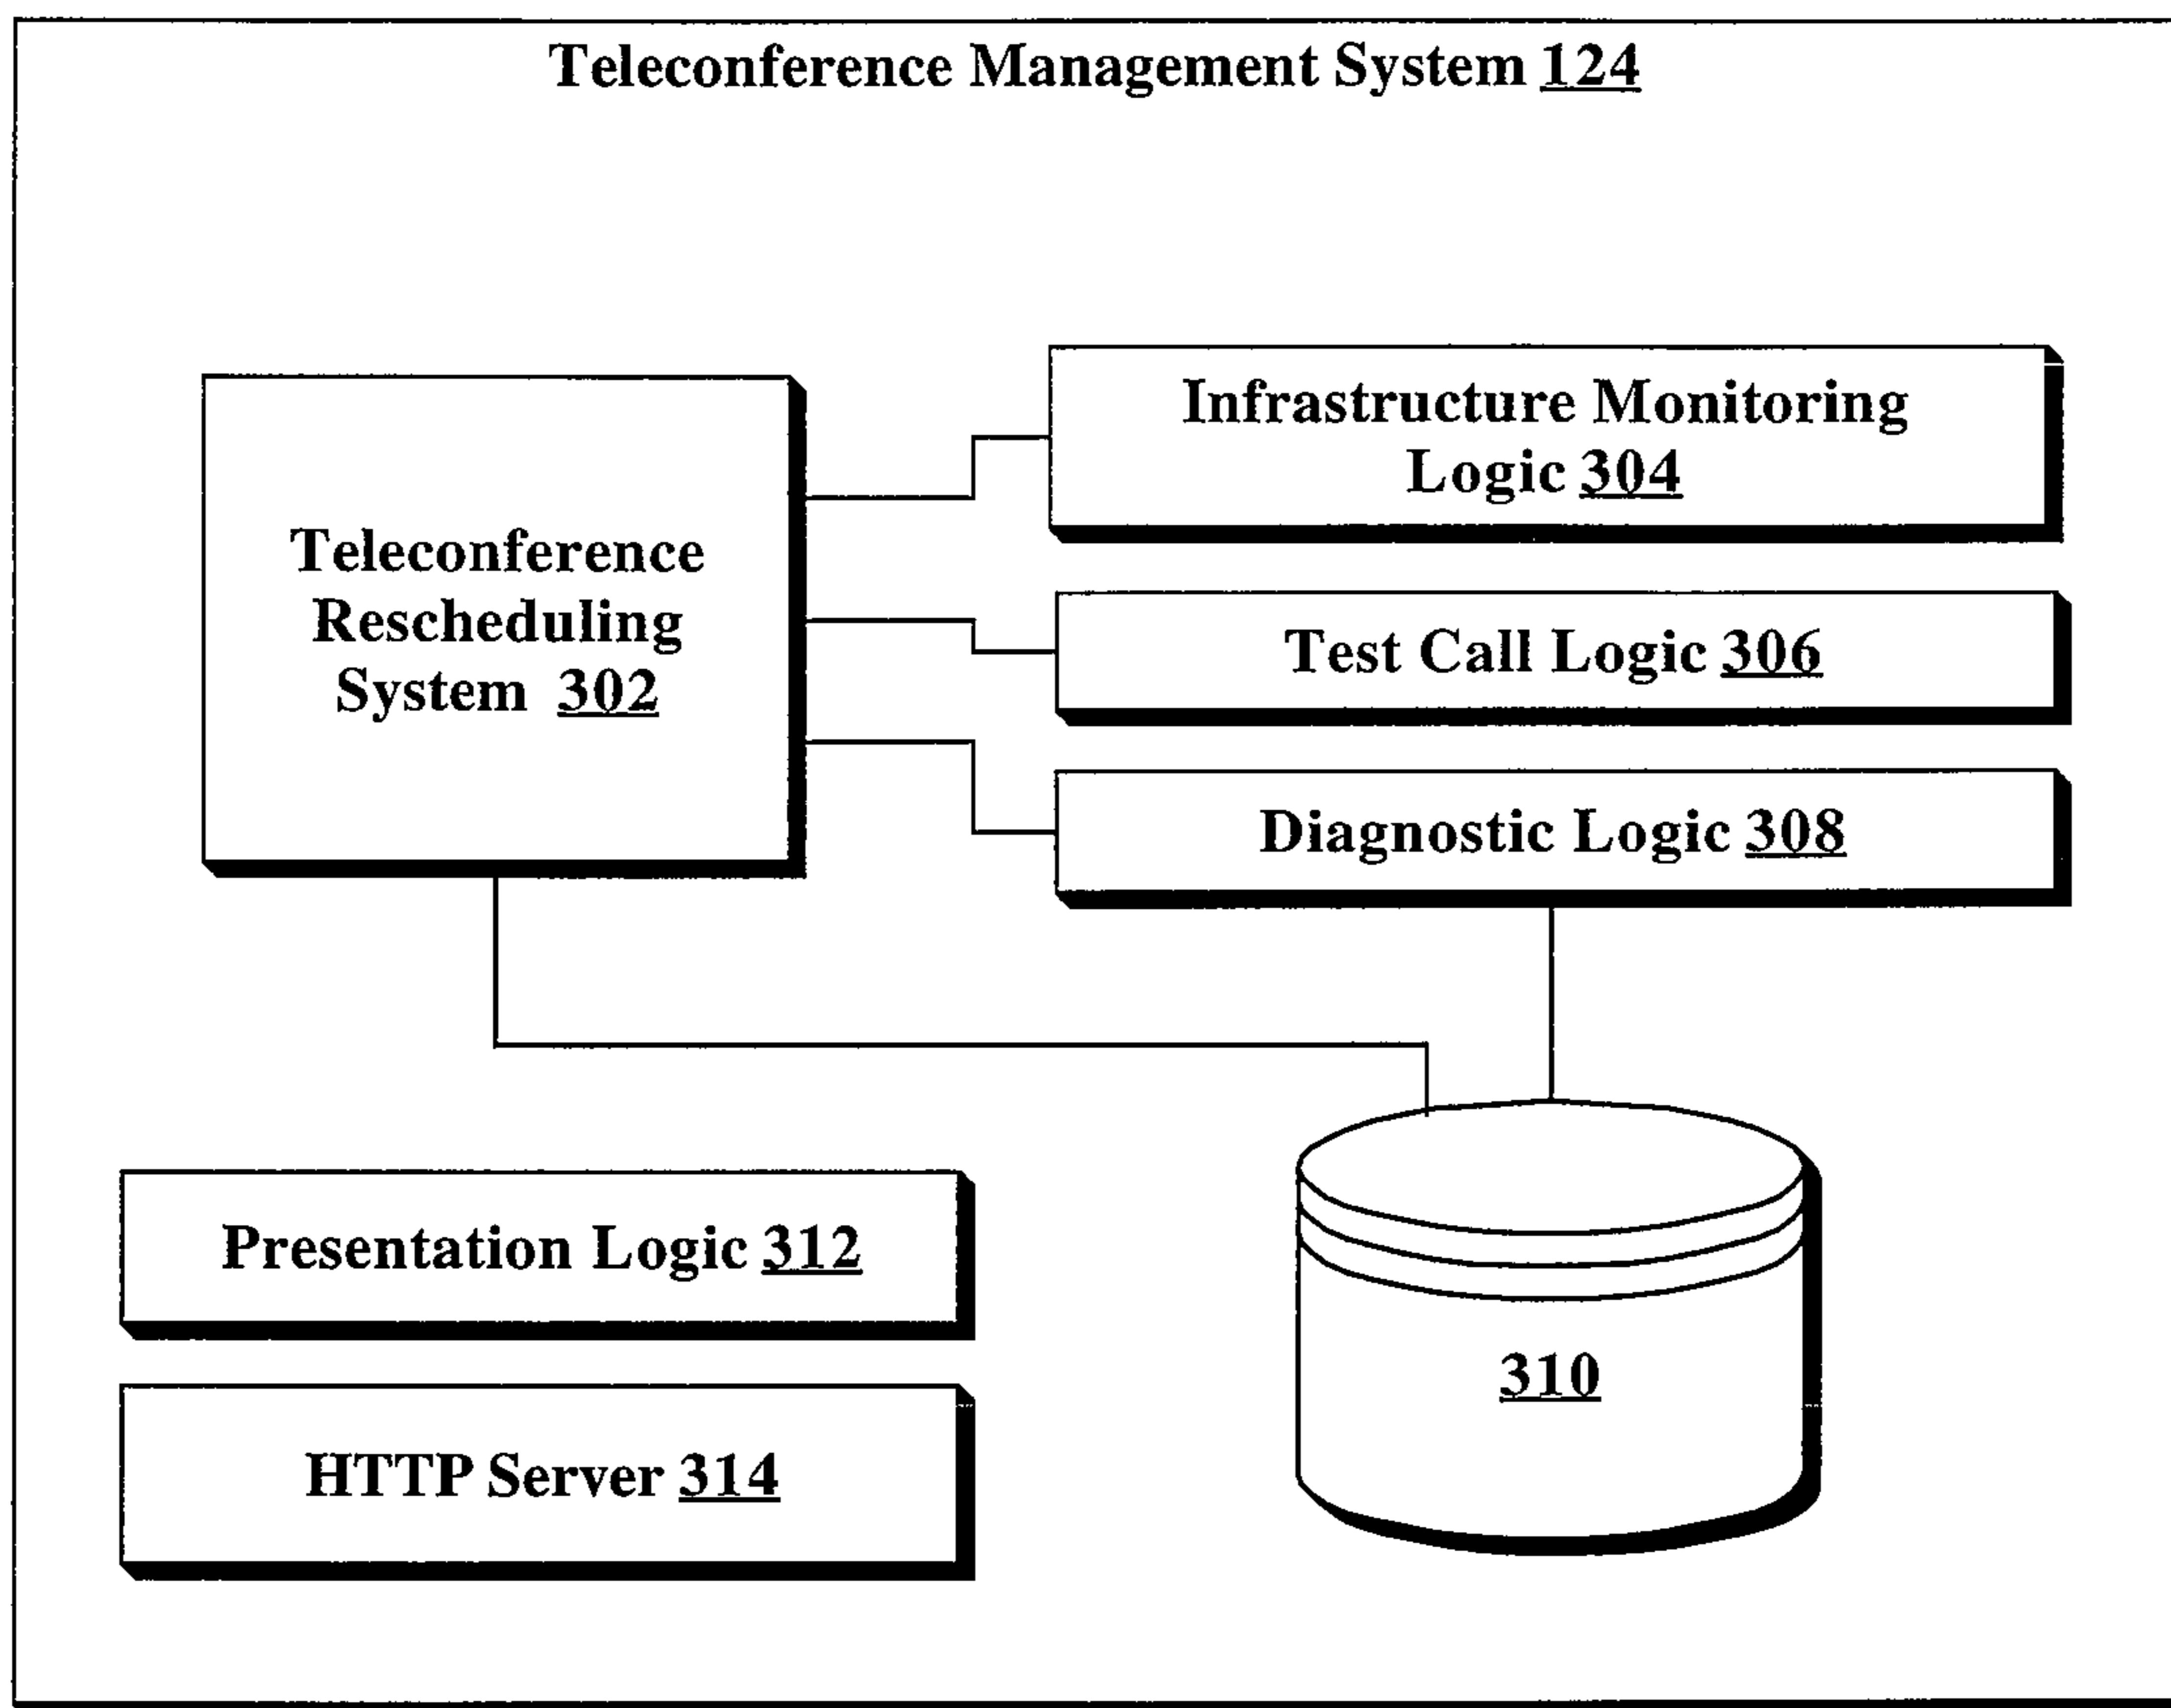 Teleconference Management System 124
Infrastructure Monitoring
Logic 304
Teleconference
Rescheduling
System 302
Test Call Logic 306
Diagnostic Logic 308
Presentation Logic 312
310
HTTP Server 314